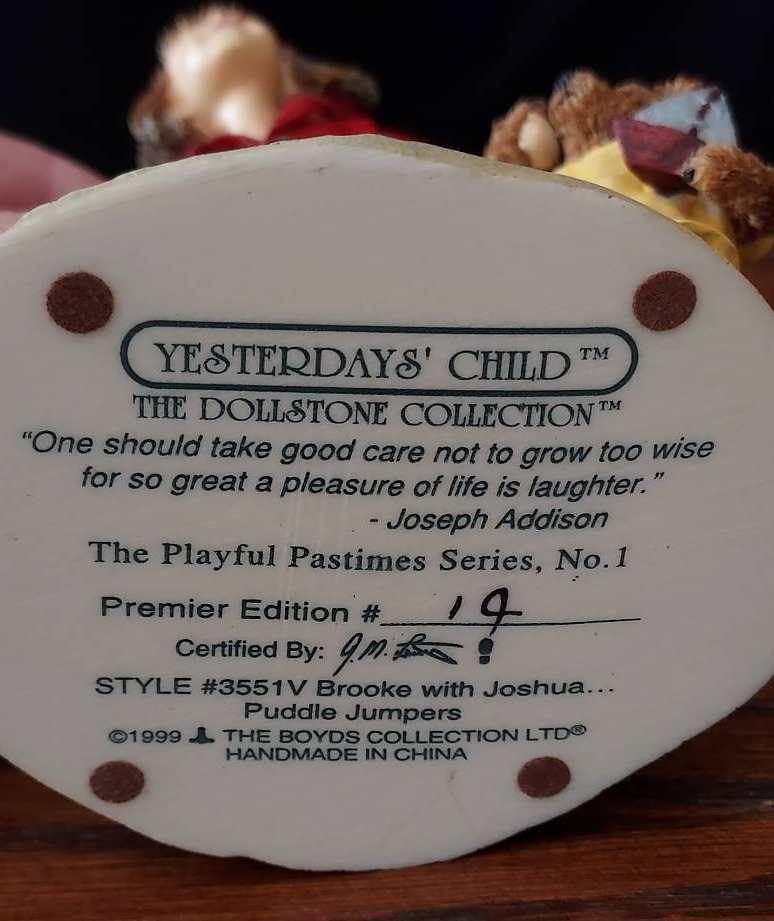 YESTERDAYS' CHILD™
THE DOLLSTONE COLLECTION™
"One should take good care not to grow too wise
for so great a pleasure of life is laughter."
- Joseph Addison
The Playful Pastimes Series, No.1
Premier Edition #
Certified By: J.M.
STYLE #3551V Brooke with Joshua...
Puddle Jumpers
©1999 THE BOYDS COLLECTION LTD®
HANDMADE IN CHINA